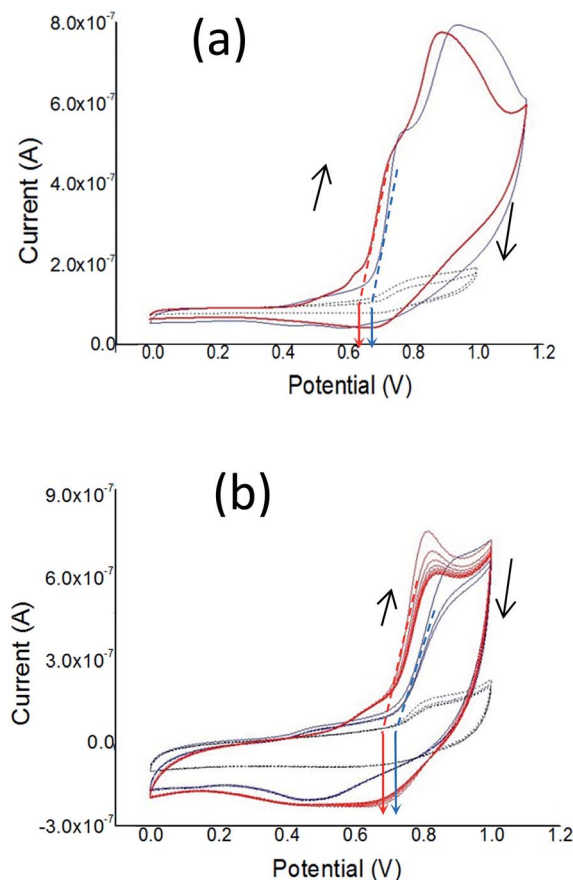 (a)
8.0x10-7
6.0x10-7
4.0x10-7
2.0x10-7
0.0
Current (A)
0.0 0.2 0.4 0.6 0.8 1.0 1.2
Potential (V)
(b)
9.0x10-7
6.0x10-7
3.0x10-7
0.0
-3.0x10-7
Current (A)
0.0 0.2 0.4 0.6 0.8 1.0 1.2
Potential (V)